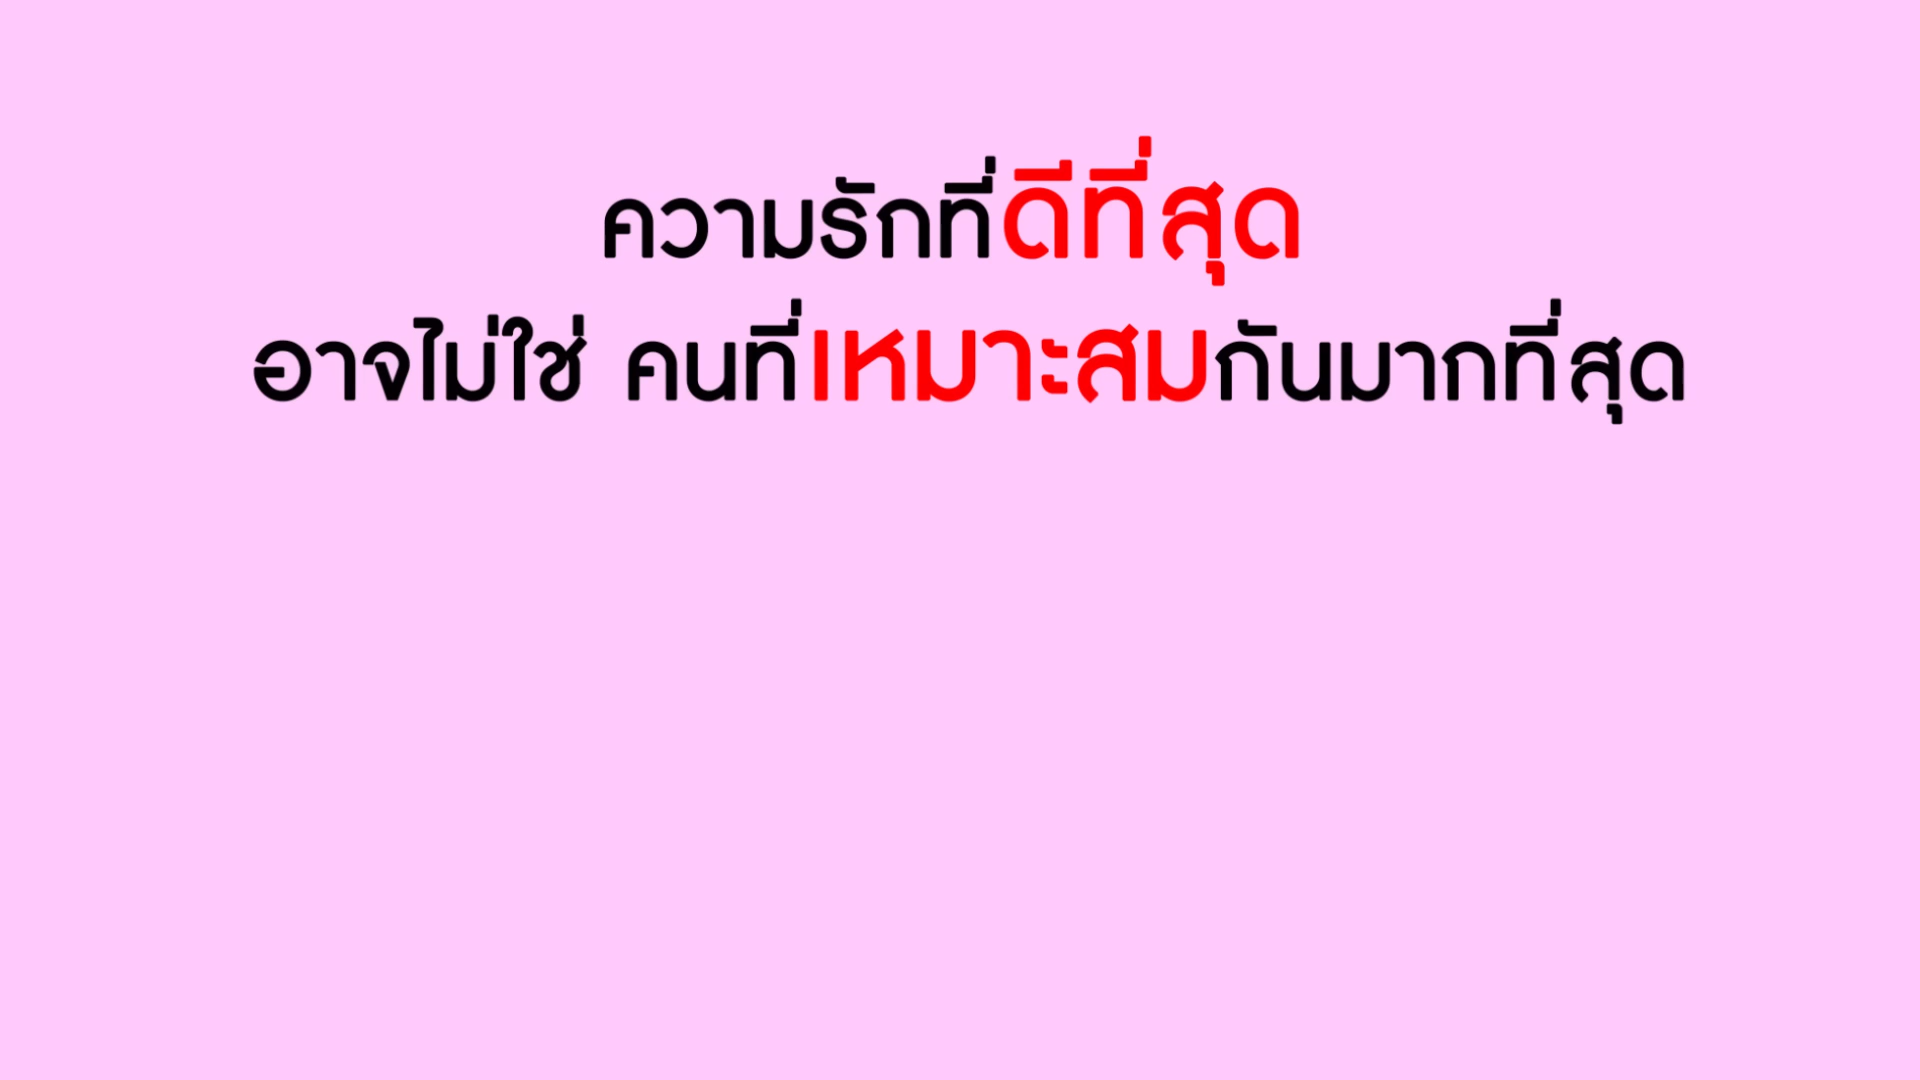 ความรักที่ดีที่สุด
อาจไม่ใช่ คนที่เหมาะสมกันมากที่สุด